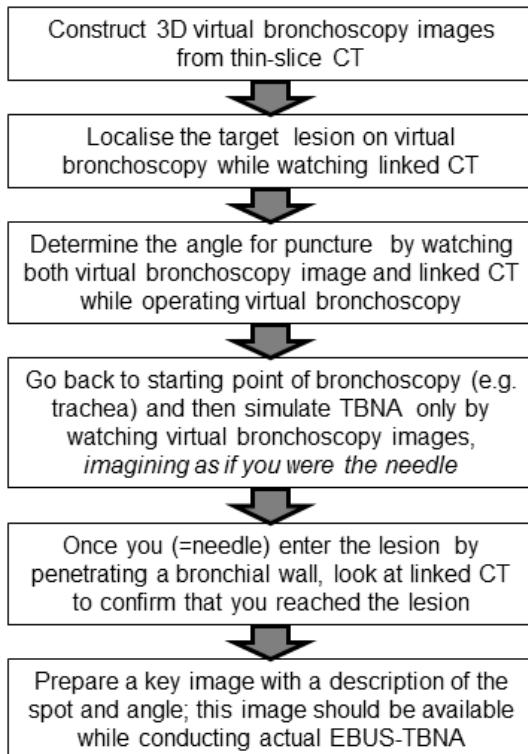 Construct 3D virtual bronchoscopy images
from thin-slice CT
Localise the target lesion on virtual
bronchoscopy while watching linked CT
Determine the angle for puncture by watching
both virtual bronchoscopy image and linked CT
while operating virtual bronchoscopy
Go back to starting point of bronchoscopy (e.g.
trachea) and then simulate TBNA only by
watching virtual bronchoscopy images,
imagining as if you were the needle
Once you (=needle) enter the lesion by
penetrating a bronchial wall, look at linked CT
to confirm that you reached the lesion
Prepare a key image with a description of the
spot and angle; this image should be available
while conducting actual EBUS-TBNA